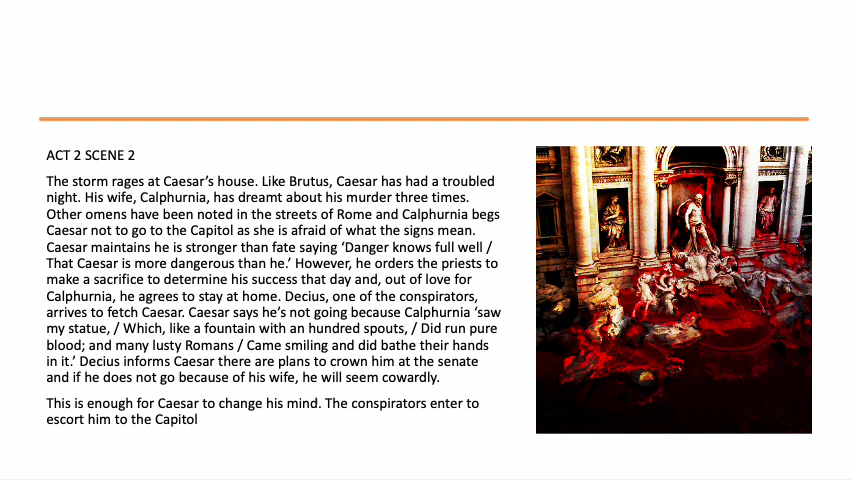 ACT 2 SCENE 2
The storm rages at Caesar’s house. Like Brutus, Caesar has had a troubled
night. His wife, Calphurnia, has dreamt about his murder three times.
Other omens have been noted in the streets of Rome and Calphurnia begs
Caesar not to go to the Capitol as she is afraid of what the signs mean.
Caesar maintains he is stronger than fate saying ‘Danger knows full well /
That Caesar is more dangerous than he.’ However, he orders the priests to
make a sacrifice to determine his success that day and, out of love for
Calphurnia, he agrees to stay at home. Decius, one of the conspirators,
arrives to fetch Caesar. Caesar says he’s not going because Calphurnia ‘saw
my statue, / Which, like a fountain with an hundred spouts, / Did run pure
blood; and many lusty Romans / Came smiling and did bathe their hands
in it.’ Decius informs Caesar there are plans to crown him at the senate
and if he does not go because of his wife, he will seem cowardly.
This is enough for Caesar to change his mind. The conspirators enter to
escort him to the Capitol